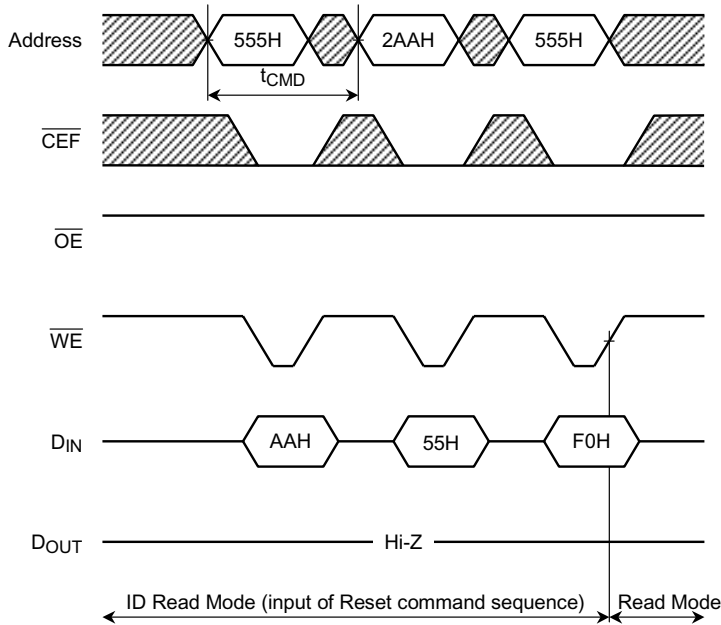 Address 555H 2AAH 555H
tCMD
CEF
OE
WE
DIN AAH 55H F0H
DOUT Hi-Z
ID Read Mode (input of Reset command sequence) Read Mode